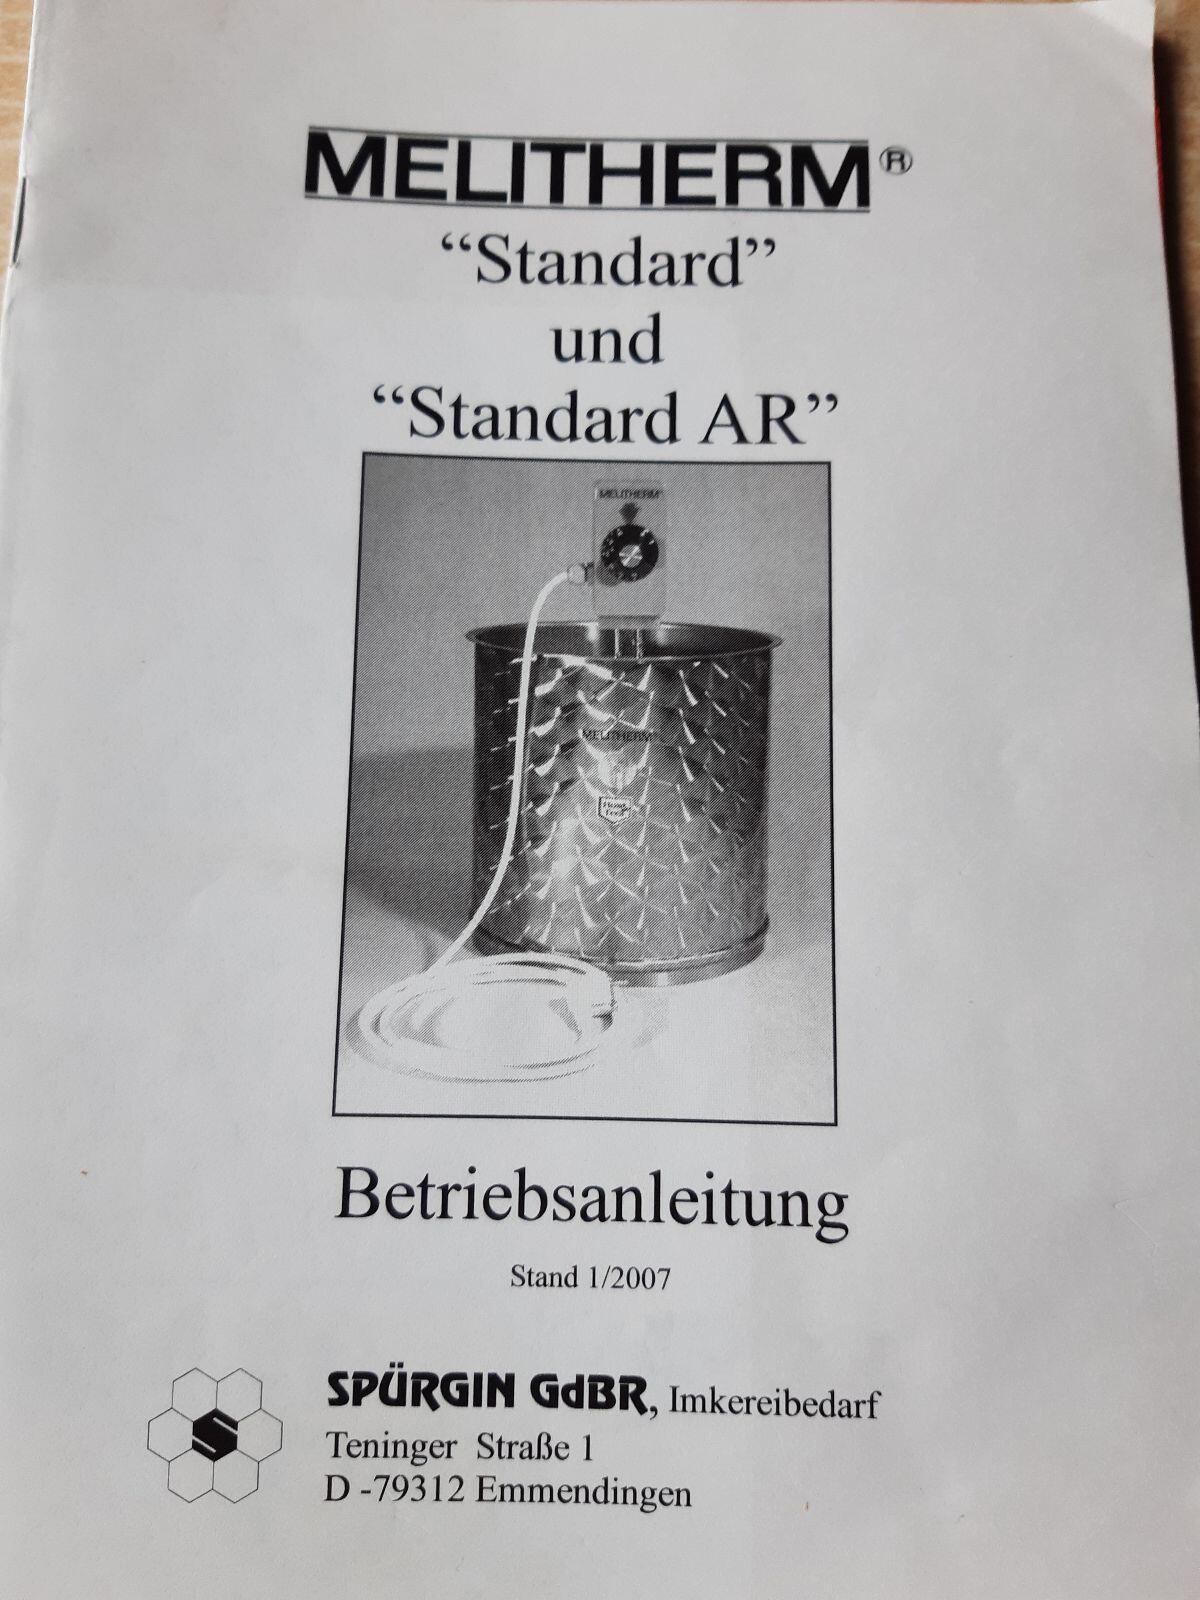 MELITHERM®
“Standard”
und
“Standard AR”
MELITHERM
MELITHERM
Betriebsanleitung
Stand 1/2007
SPÜRGIN GdBR, Imkereibedarf
Teninger Straße 1
D -79312 Emmendingen